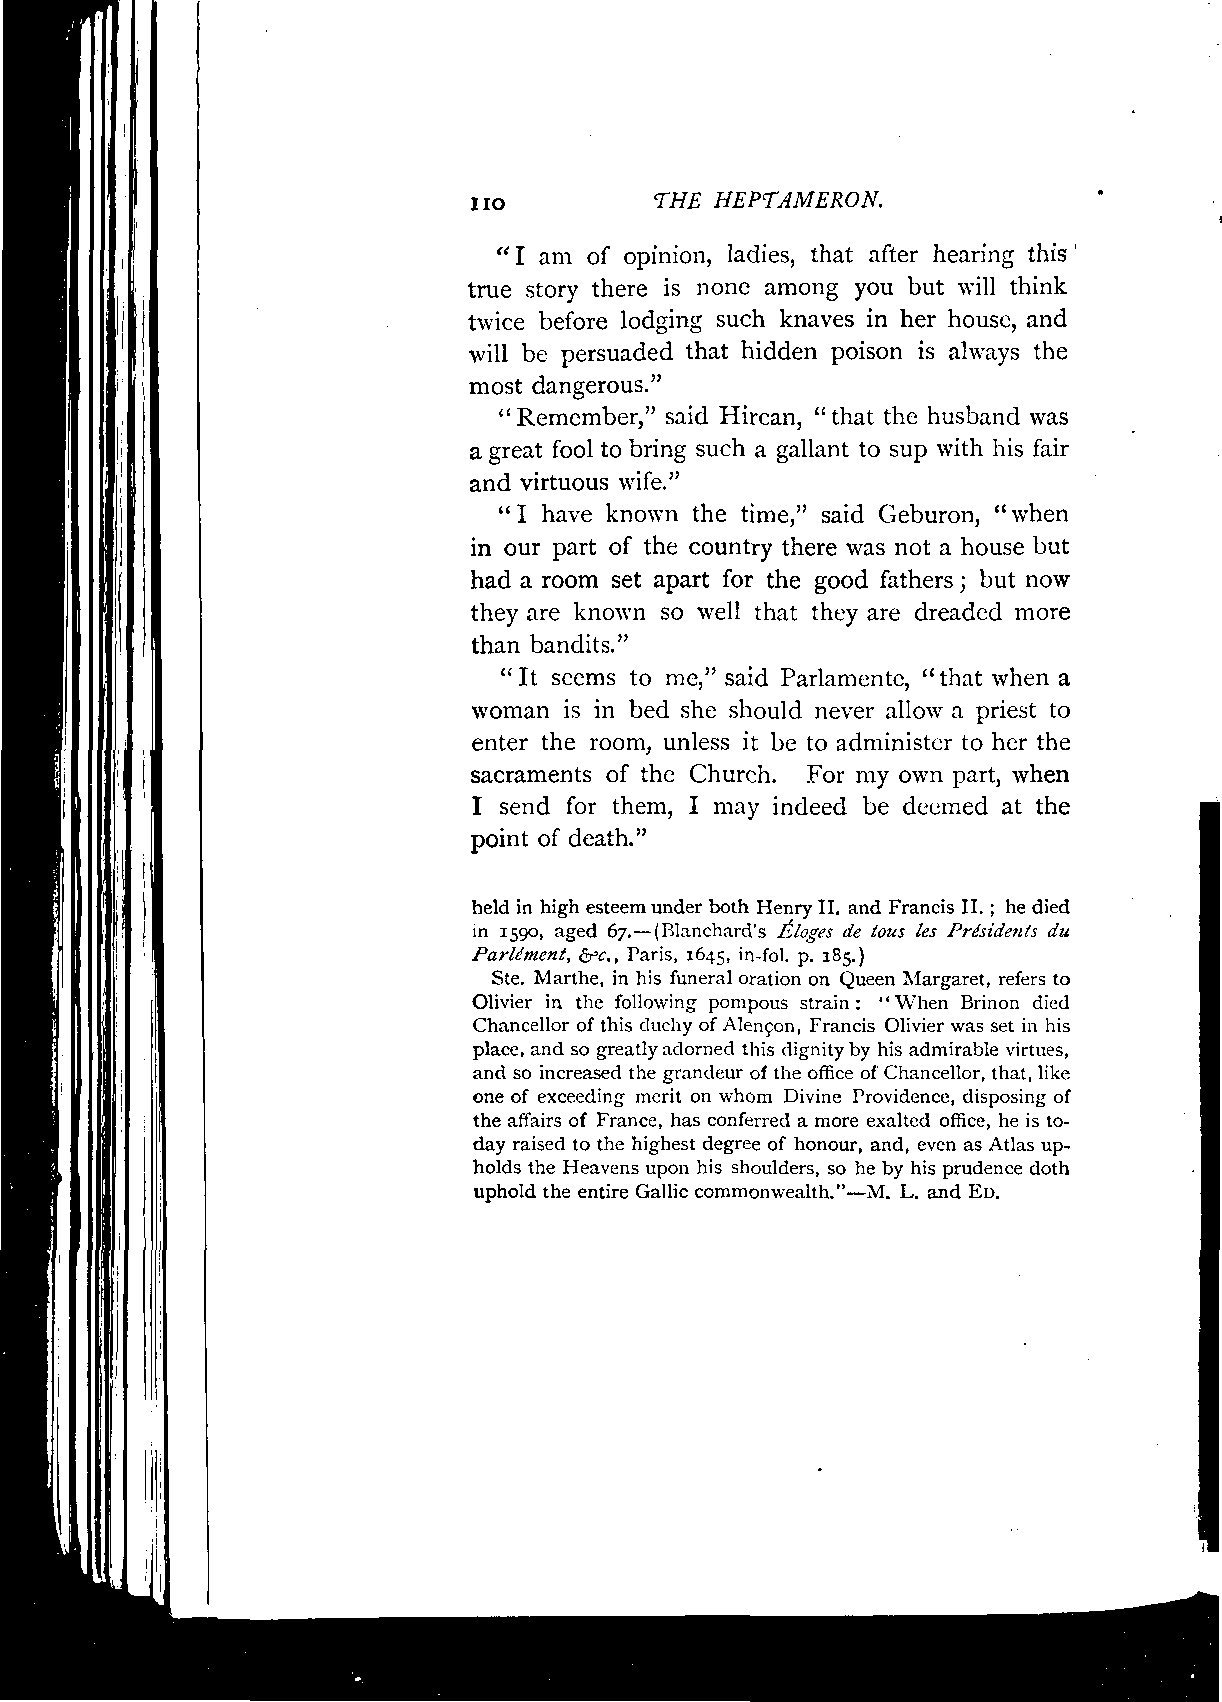 110 THE HEPTAMERON.
“I am of opinion, ladies, that after hearing this
true story there is none among you but will think
twice before lodging such knaves in her house, and
will be persuaded that hidden poison is always the
most dangerous.”
“Remember,” said Hircan, “that the husband was
a great fool to bring such a gallant to sup with his fair
and virtuous wife.”
“I have known the time,” said Geburon, “when
in our part of the country there was not a house but
had a room set apart for the good fathers; but now
they are known so well that they are dreaded more
than bandits.”
“It seems to me,” said Parlamente, “that when a
woman is in bed she should never allow a priest to
enter the room, unless it be to administer to her the
sacraments of the Church. For my own part, when
I send for them, I may indeed be deemed at the
point of death.”
held in high esteem under both Henry II. and Francis II.; he died
in 1590, aged 67.—(Blanchard's Éloges de tous les Présidents du
Parlément, &c., Paris, 1645, in-fol. p. 185.)
Ste. Marthe, in his funeral oration on Queen Margaret, refers to
Olivier in the following pompous strain: “When Brinon died
Chancellor of this duchy of Alençon, Francis Olivier was set in his
place, and so greatly adorned this dignity by his admirable virtues,
and so increased the grandeur of the office of Chancellor, that, like
one of exceeding merit on whom Divine Providence, disposing of
the affairs of France, has conferred a more exalted office, he is to-
day raised to the highest degree of honour, and, even as Atlas up-
holds the Heavens upon his shoulders, so he by his prudence doth
uphold the entire Gallic commonwealth.”—M. L. and ED.